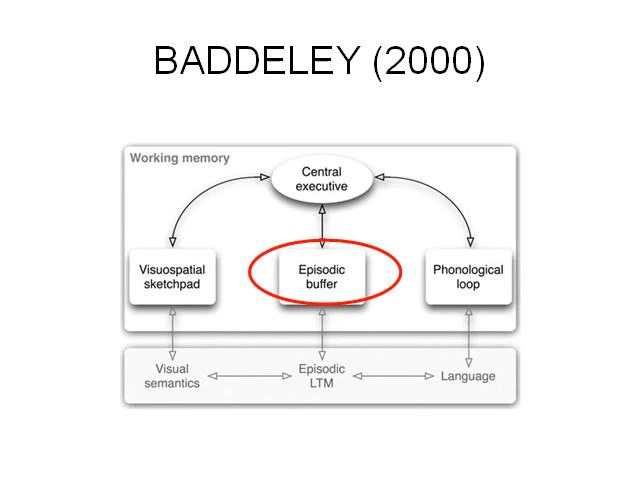 BADDELEY (2000)
Working memory
Central
executive
Visuospatial
sketchpad
Episodic
buffer
Phonological
loop
Visual
semantics
Episodic
LTM
Language